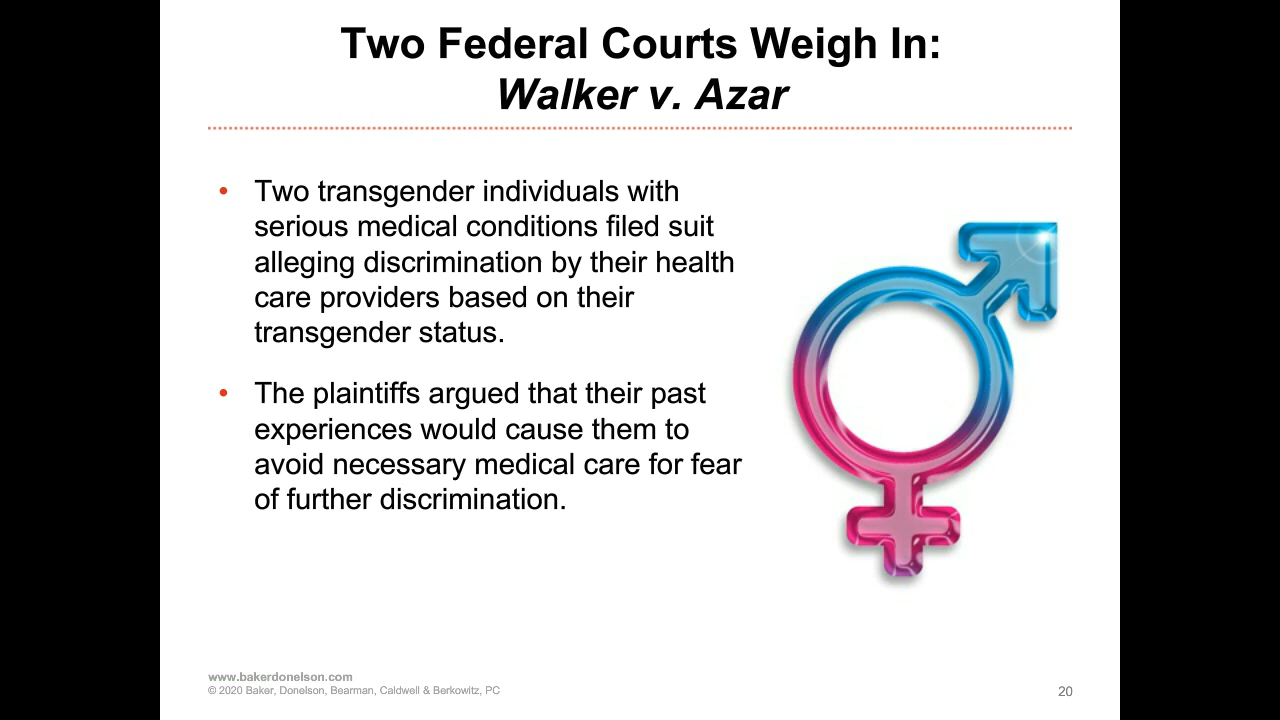 Two Federal Courts Weigh In:
Walker v. Azar
• Two transgender individuals with
serious medical conditions filed suit
alleging discrimination by their health
care providers based on their
transgender status.
• The plaintiffs argued that their past
experiences would cause them to
avoid necessary medical care for fear
of further discrimination.
www.bakerdonelson.com
© 2020 Baker, Donelson, Bearman, Caldwell & Berkowitz, PC
20